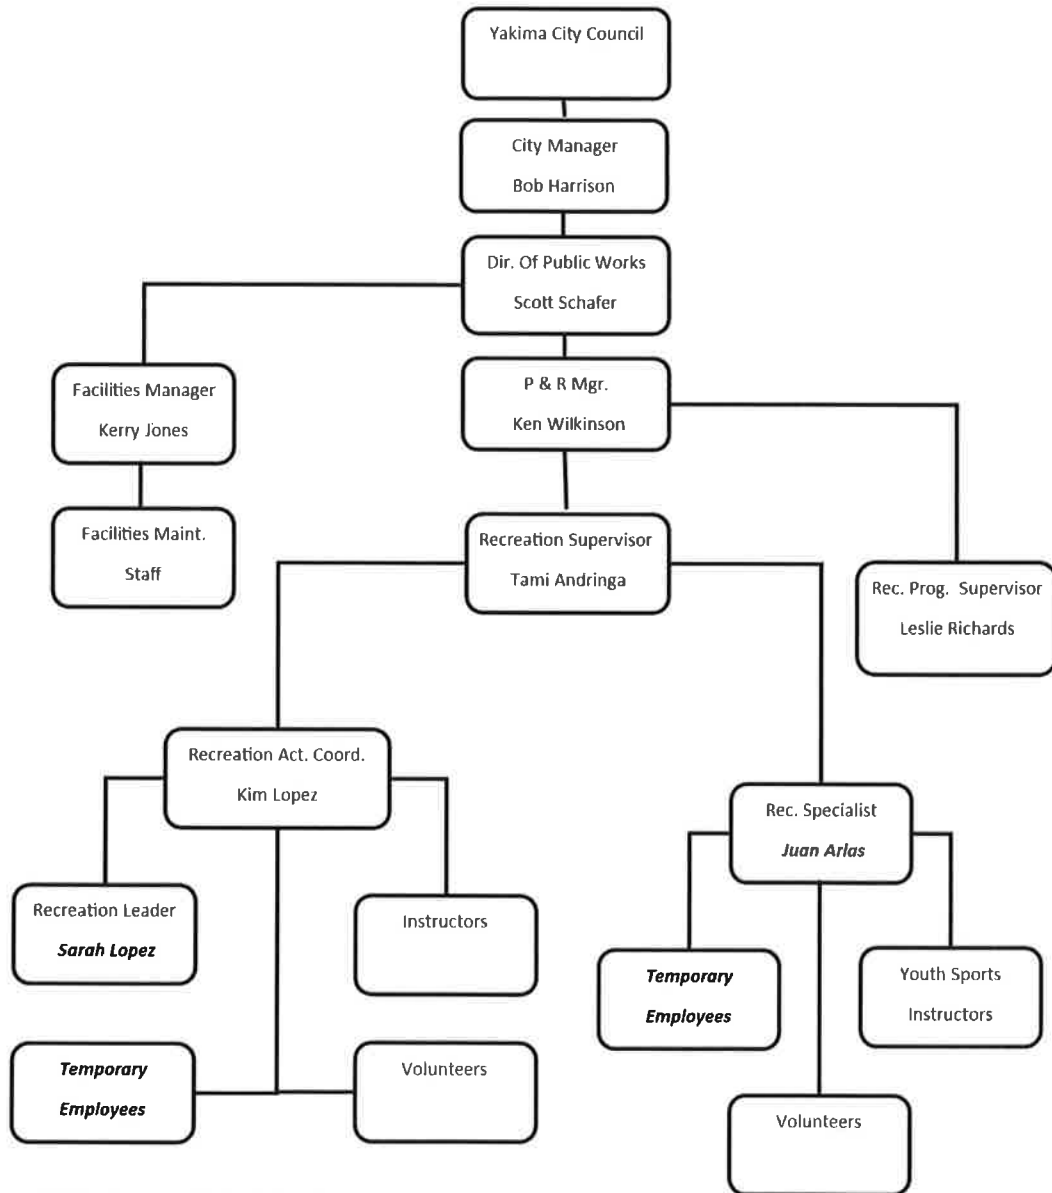 Yakima City Council
City Manager
Bob Harrison
Dir. Of Public Works
Scott Schafer
P & R Mgr.
Ken Wilkinson
Facilities Manager
Kerry Jones
Facilities Maint.
Staff
Recreation Supervisor
Tami Andringa
Rec. Prog. Supervisor
Leslie Richards
Recreation Act. Coord.
Kim Lopez
Rec. Specialist
Juan Arias
Recreation Leader
Sarah Lopez
Instructors
Temporary
Employees
Youth Sports
Instructors
Temporary
Employees
Volunteers
Volunteers